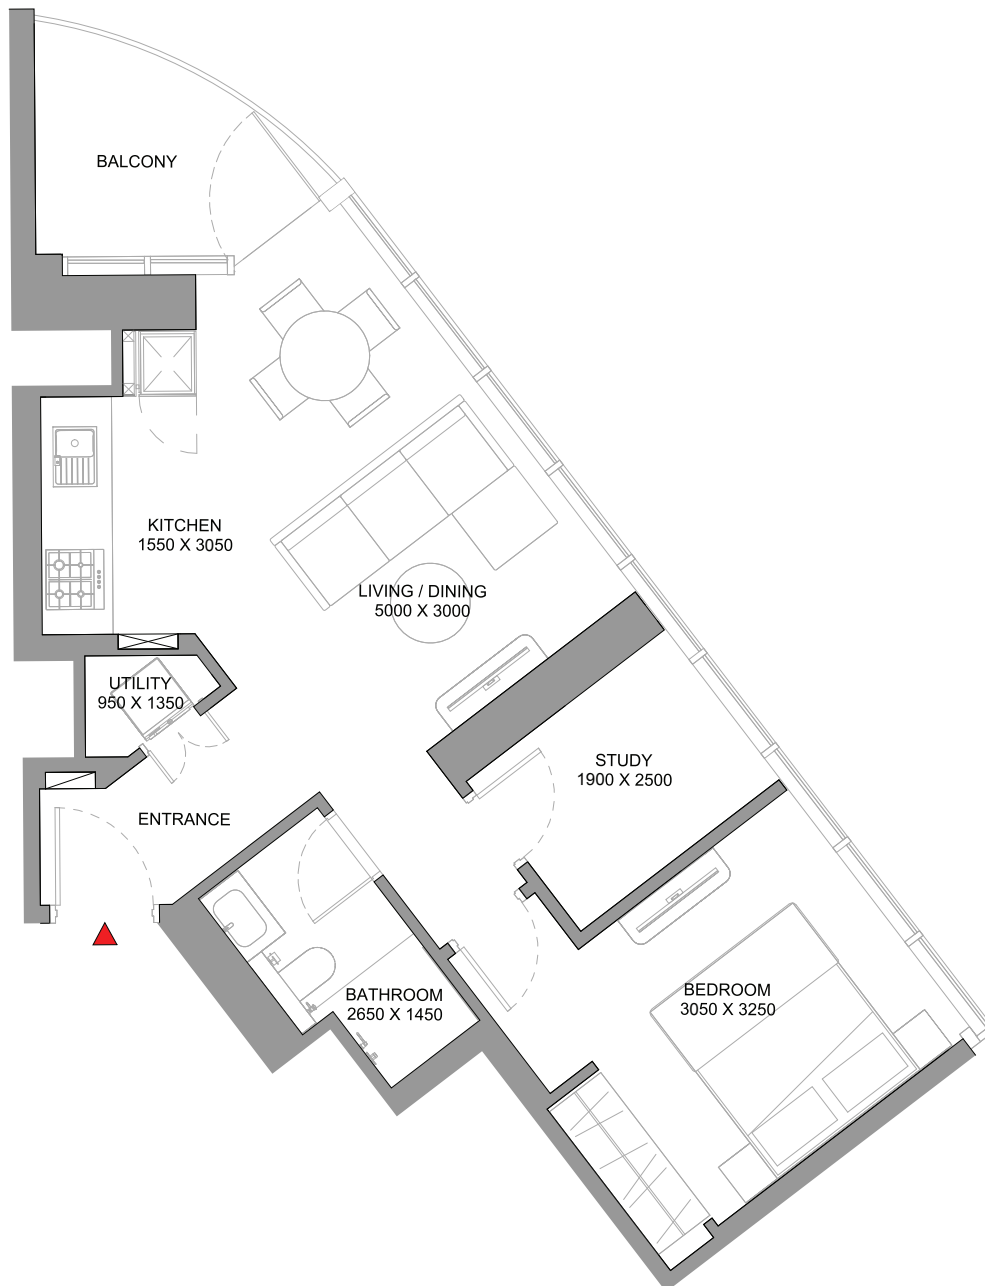 BALCONY
KITCHEN
1550 X 3050
LIVING / DINING
5000 X 3000
UTILITY
950 X 1350
STUDY
1900 X 2500
ENTRANCE
BATHROOM
2650 X 1450
BEDROOM
3050 X 3250